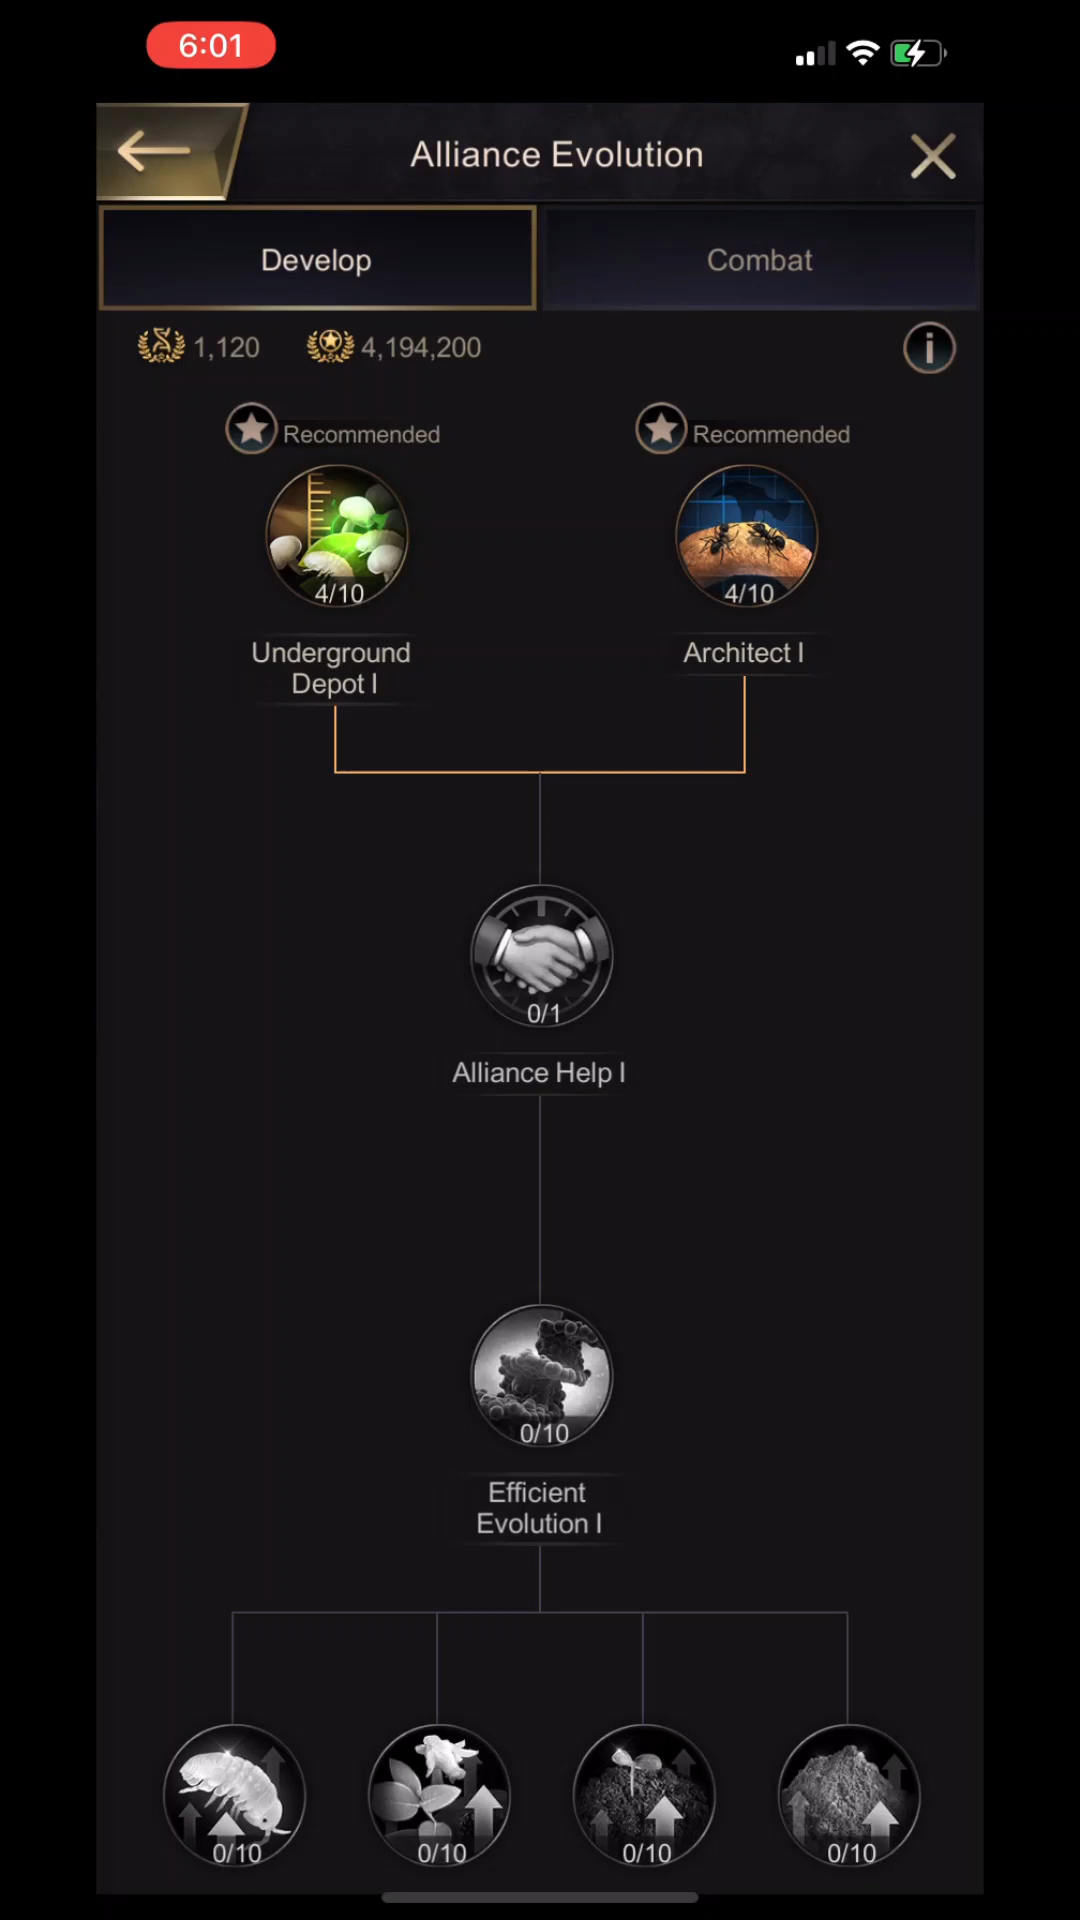 6:01
Alliance Evolution
Develop
Combat
1,120
4,194,200
Recommended
Recommended
4/10
4/10
Underground
Depot I
Architect I
0/1
Alliance Help I
0/10
Efficient
Evolution I
0/10
0/10
0/10
0/10